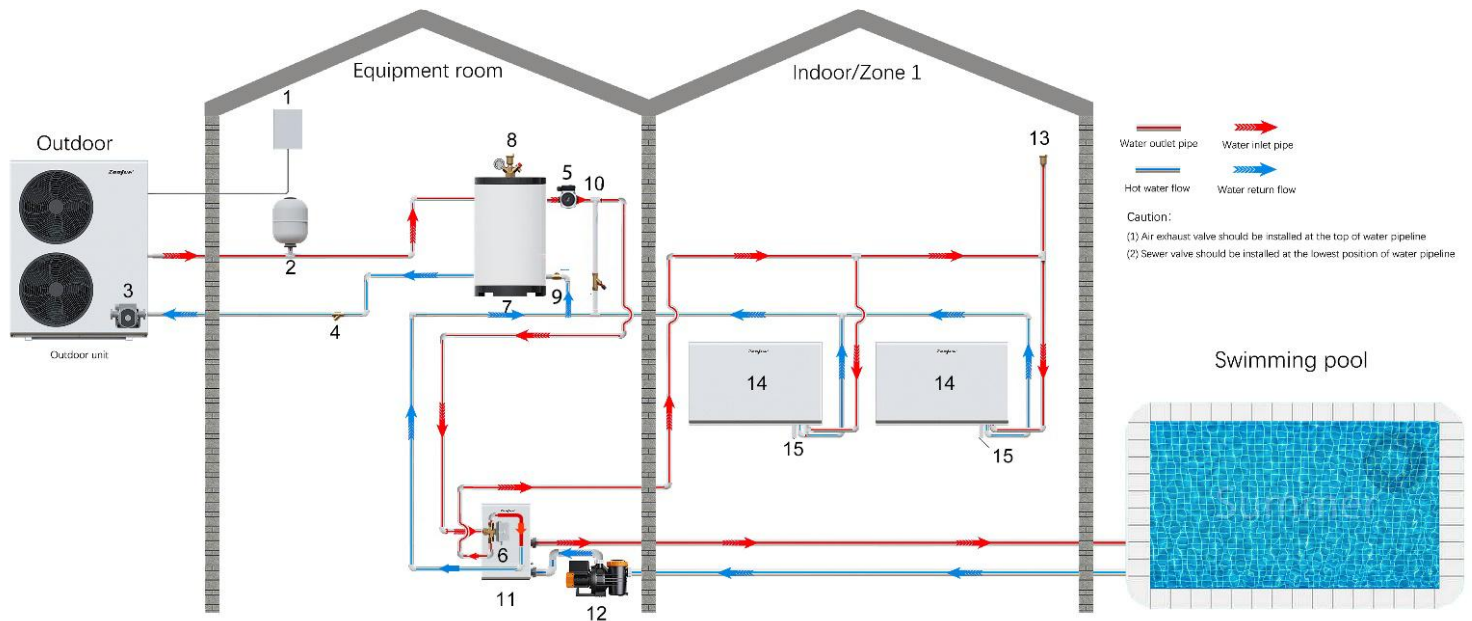 Equipment room
Indoor/Zone 1
1
Outdoor
8
5
10
13
Water outlet pipe
Water inlet pipe
Hot water flow
Water return flow
Caution:
(1) Air exhaust valve should be installed at the top of water pipeline
(2) Sewer valve should be installed at the lowest position of water pipeline
2
3
4
7
9
Outdoor unit
14
14
15
15
Swimming pool
Summer
6
11
12